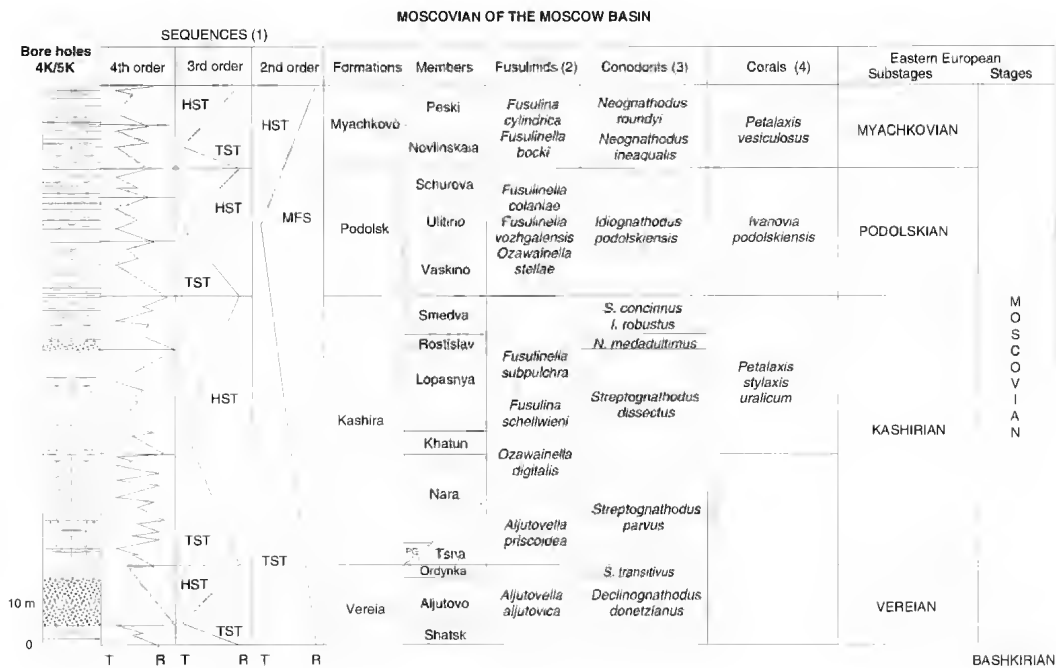 MOSCOVIAN OF THE MOSCOW BASIN
SEQUENCES (1)
Bore holes
4K/5K
4th order
3rd order
2nd order
Formations
Members
Fusulinids (2)
Conodonts (3)
Corals (4)
Eastern European
Substages
Stages
HST
TST
HST
TST
HST
TST
HST
TST
HST
MFS
TST
Myachkovo
Podolsk
Kashira
Vereia
Peski
Novlinskaia
Schurova
Ulitino
Vaskino
Smedva
Rostislav
Lopasnya
Khatun
Nara
PG
Tsna
Ordynka
Aljutovo
Shatsk
Fusulina
cylindrica
Fusulinella
bocki
Fusulinella
colaniae
Fusulinella
vozhgalensis
Ozawainella
stellae
Fusulinella
subpulchra
Fusulina
schellwieni
Ozawainella
digitalis
Aljutovella
priscoidea
Aljutovella
aljutovica
Neognathodus
roundyi
Neognathodus
ineaqualis
Idiognathodus
podolskiensis
S. concinnus
I. robustus
N. medadultimus
Streptognathodus
dissectus
Streptognathodus
parvus
S. transitivus
Declinognathodus
donetzianus
Petalaxis
vesiculosus
Ivanovia
podolskiensis
Petalaxis
stylaxis
uralicum
MYACHKOVIAN
PODOLSKIAN
KASHIRIAN
VEREIAN
MOSCOVIAN
BASHKIRIAN
10 m
0
T R T R T R